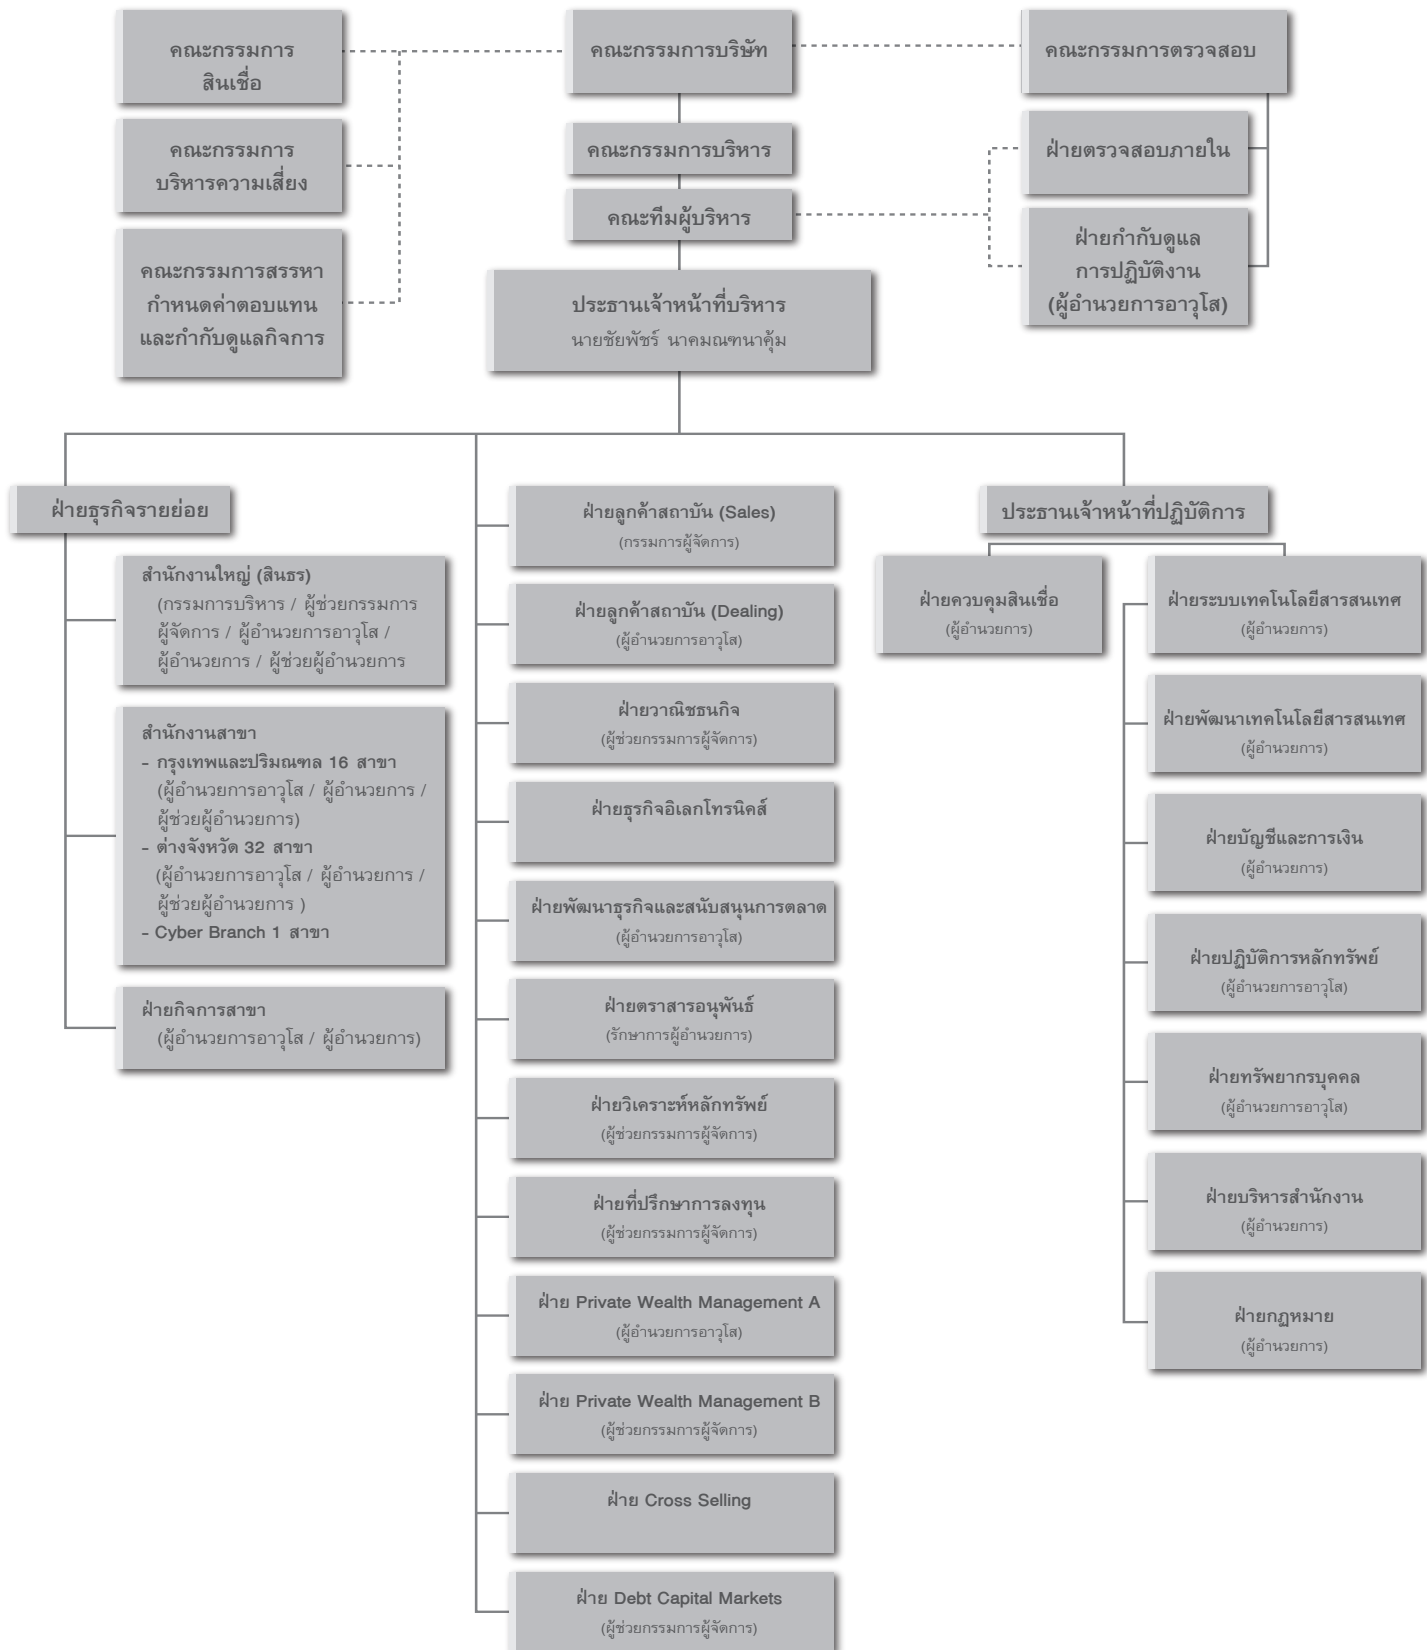 คณะกรรมการ
สินเชื่อ
คณะกรรมการบริษัท
คณะกรรมการตรวจสอบ
คณะกรรมการ
บริหารความเสี่ยง
คณะกรรมการบริหาร
ฝ่ายตรวจสอบภายใน
คณะทีมผู้บริหาร
ฝ่ายกำกับดูแล
การปฏิบัติงาน
(ผู้อำนวยการอาวุโส)
คณะกรรมการสรรหา
กำหนดค่าตอบแทน
และกำกับดูแลกิจการ
ประธานเจ้าหน้าที่บริหาร
นายชัยพัชร์ นาคมณฑนาคุ้ม
ฝ่ายธุรกิจรายย่อย
สำนักงานใหญ่ (สินธร)
(กรรมการบริหาร / ผู้ช่วยกรรมการ
ผู้จัดการ / ผู้อำนวยการอาวุโส /
ผู้อำนวยการ / ผู้ช่วยผู้อำนวยการ
สำนักงานสาขา
- กรุงเทพและปริมณฑล 16 สาขา
(ผู้อำนวยการอาวุโส / ผู้อำนวยการ /
ผู้ช่วยผู้อำนวยการ)
- ต่างจังหวัด 32 สาขา
(ผู้อำนวยการอาวุโส / ผู้อำนวยการ /
ผู้ช่วยผู้อำนวยการ )
- Cyber Branch 1 สาขา
ฝ่ายกิจการสาขา
(ผู้อำนวยการอาวุโส / ผู้อำนวยการ)
ฝ่ายลูกค้าสถาบัน (Sales)
(กรรมการผู้จัดการ)
ฝ่ายลูกค้าสถาบัน (Dealing)
(ผู้อำนวยการอาวุโส)
ฝ่ายวาณิชธนกิจ
(ผู้ช่วยกรรมการผู้จัดการ)
ฝ่ายธุรกิจอิเลกโทรนิคส์
ฝ่ายพัฒนาธุรกิจและสนับสนุนการตลาด
(ผู้อำนวยการอาวุโส)
ฝ่ายตราสารอนุพันธ์
(รักษาการผู้อำนวยการ)
ฝ่ายวิเคราะห์หลักทรัพย์
(ผู้ช่วยกรรมการผู้จัดการ)
ฝ่ายที่ปรึกษาการลงทุน
(ผู้ช่วยกรรมการผู้จัดการ)
ฝ่าย Private Wealth Management A
(ผู้อำนวยการอาวุโส)
ฝ่าย Private Wealth Management B
(ผู้ช่วยกรรมการผู้จัดการ)
ฝ่าย Cross Selling
ฝ่าย Debt Capital Markets
(ผู้ช่วยกรรมการผู้จัดการ)
ประธานเจ้าหน้าที่ปฏิบัติการ
ฝ่ายควบคุมสินเชื่อ
(ผู้อำนวยการ)
ฝ่ายระบบเทคโนโลยีสารสนเทศ
(ผู้อำนวยการ)
ฝ่ายพัฒนาเทคโนโลยีสารสนเทศ
(ผู้อำนวยการ)
ฝ่ายบัญชีและการเงิน
(ผู้อำนวยการ)
ฝ่ายปฏิบัติการหลักทรัพย์
(ผู้อำนวยการอาวุโส)
ฝ่ายทรัพยากรบุคคล
(ผู้อำนวยการอาวุโส)
ฝ่ายบริหารสำนักงาน
(ผู้อำนวยการ)
ฝ่ายกฏหมาย
(ผู้อำนวยการ)